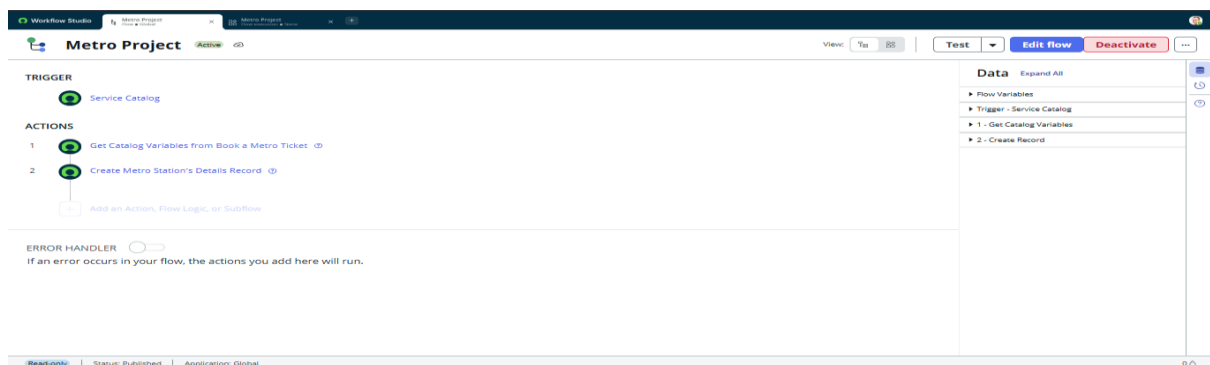 Workflow Studio
Metro Project
Metro Project
Metro Project Active
View:
Test Edit flow Deactivate
TRIGGER
Service Catalog
ACTIONS
1 Get Catalog Variables from Book a Metro Ticket
2 Create Metro Station's Details Record
Add an Action, Flow Logic, or Subflow
ERROR HANDLER
If an error occurs in your flow, the actions you add here will run.
Data Expand All
Flow Variables
Trigger - Service Catalog
1 - Get Catalog Variables
2 - Create Record
Read-only | Status: Published | Application: Global